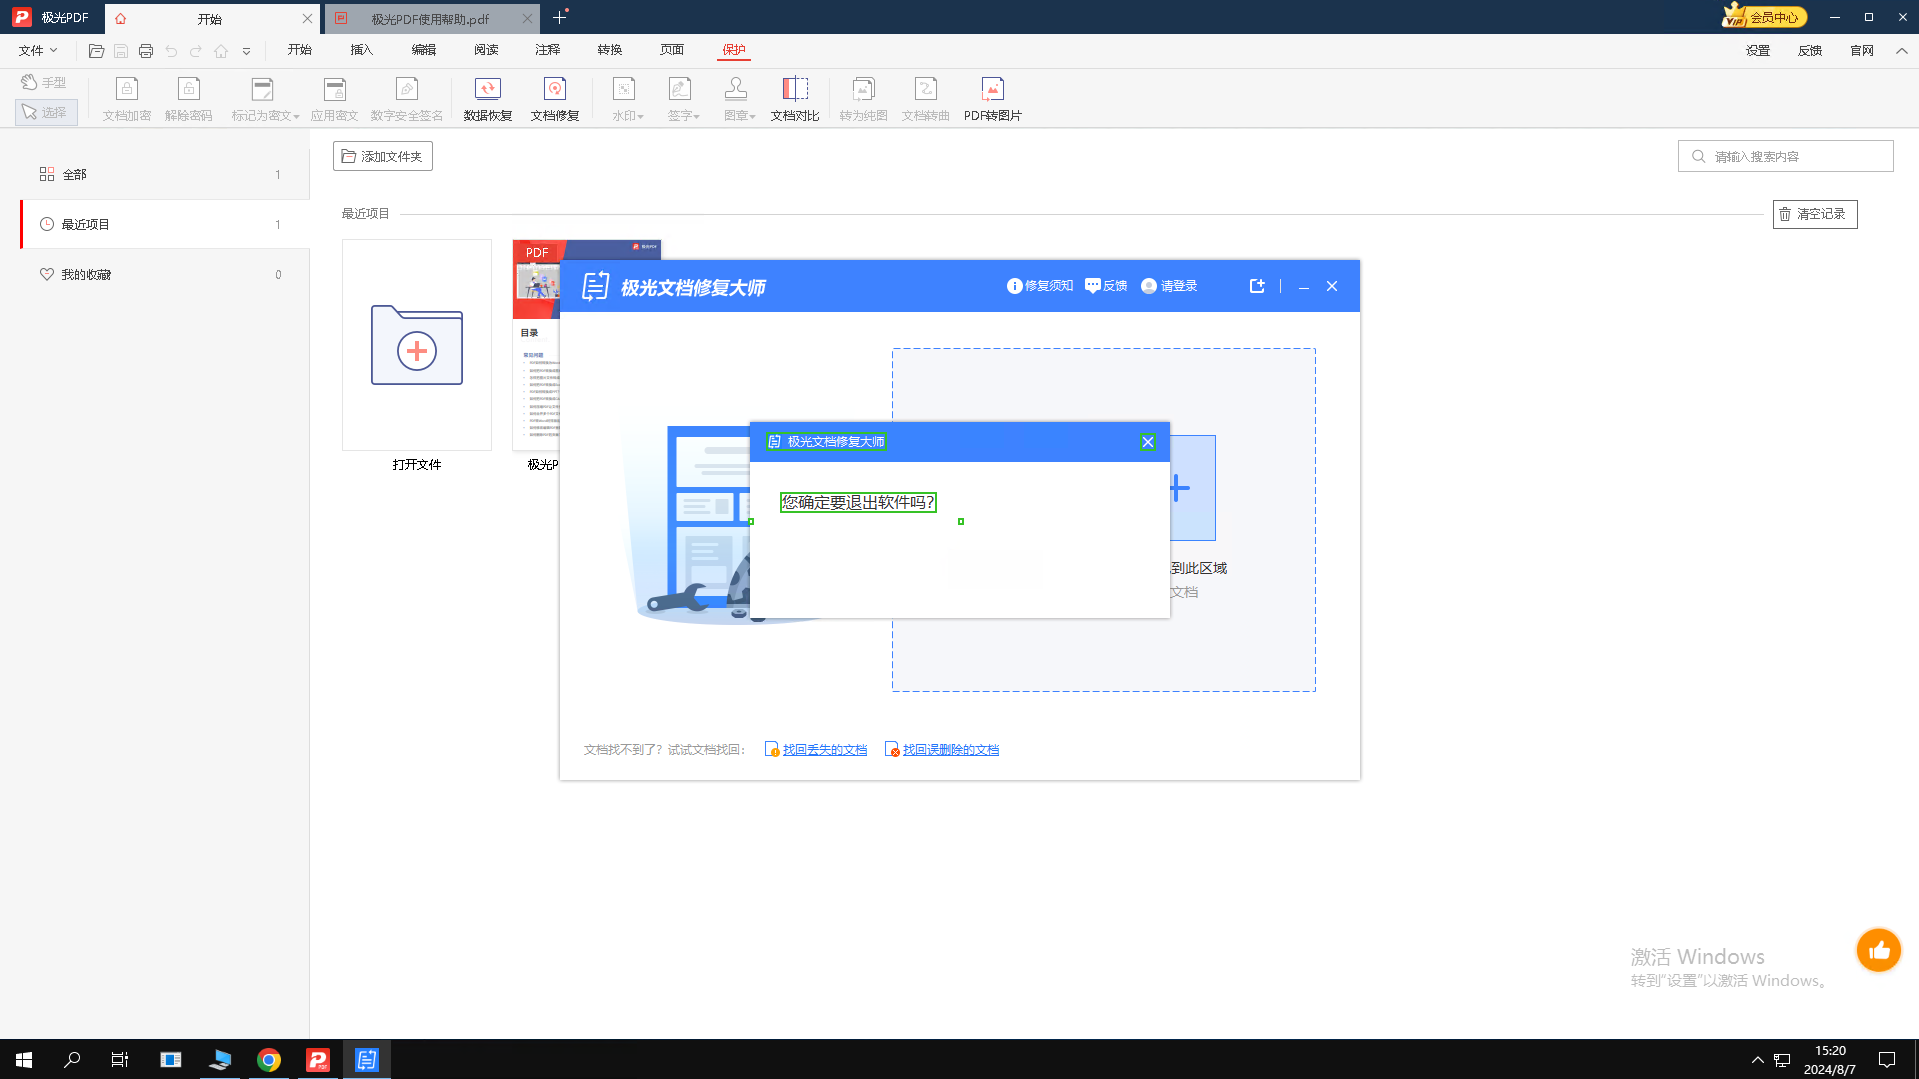 极光PDF
开始
极光PDF使用帮助.pdf
VIP 会员中心
文件
开始
插入
编辑
阅读
注释
转换
页面
保护
设置
反馈
官网
手型
选择
文档加密
解除密码
标记为密文
应用密文
数字安全签名
数据恢复
文档修复
水印
签字
图章
文档对比
转为纯图
文档转曲
PDF转图片
全部 1
最近项目 1
我的收藏 0
添加文件夹
请输入搜索内容
最近项目
清空记录
PDF
目录
常见问题
打开文件
极光P
极光文档修复大师
修复须知
反馈
请登录
极光文档修复大师
您确定要退出软件吗?
到此区域
文档
文档找不到了？试试文档找回：
找回丢失的文档
找回误删除的文档
激活 Windows
转到"设置"以激活 Windows。
15:20
2024/8/7